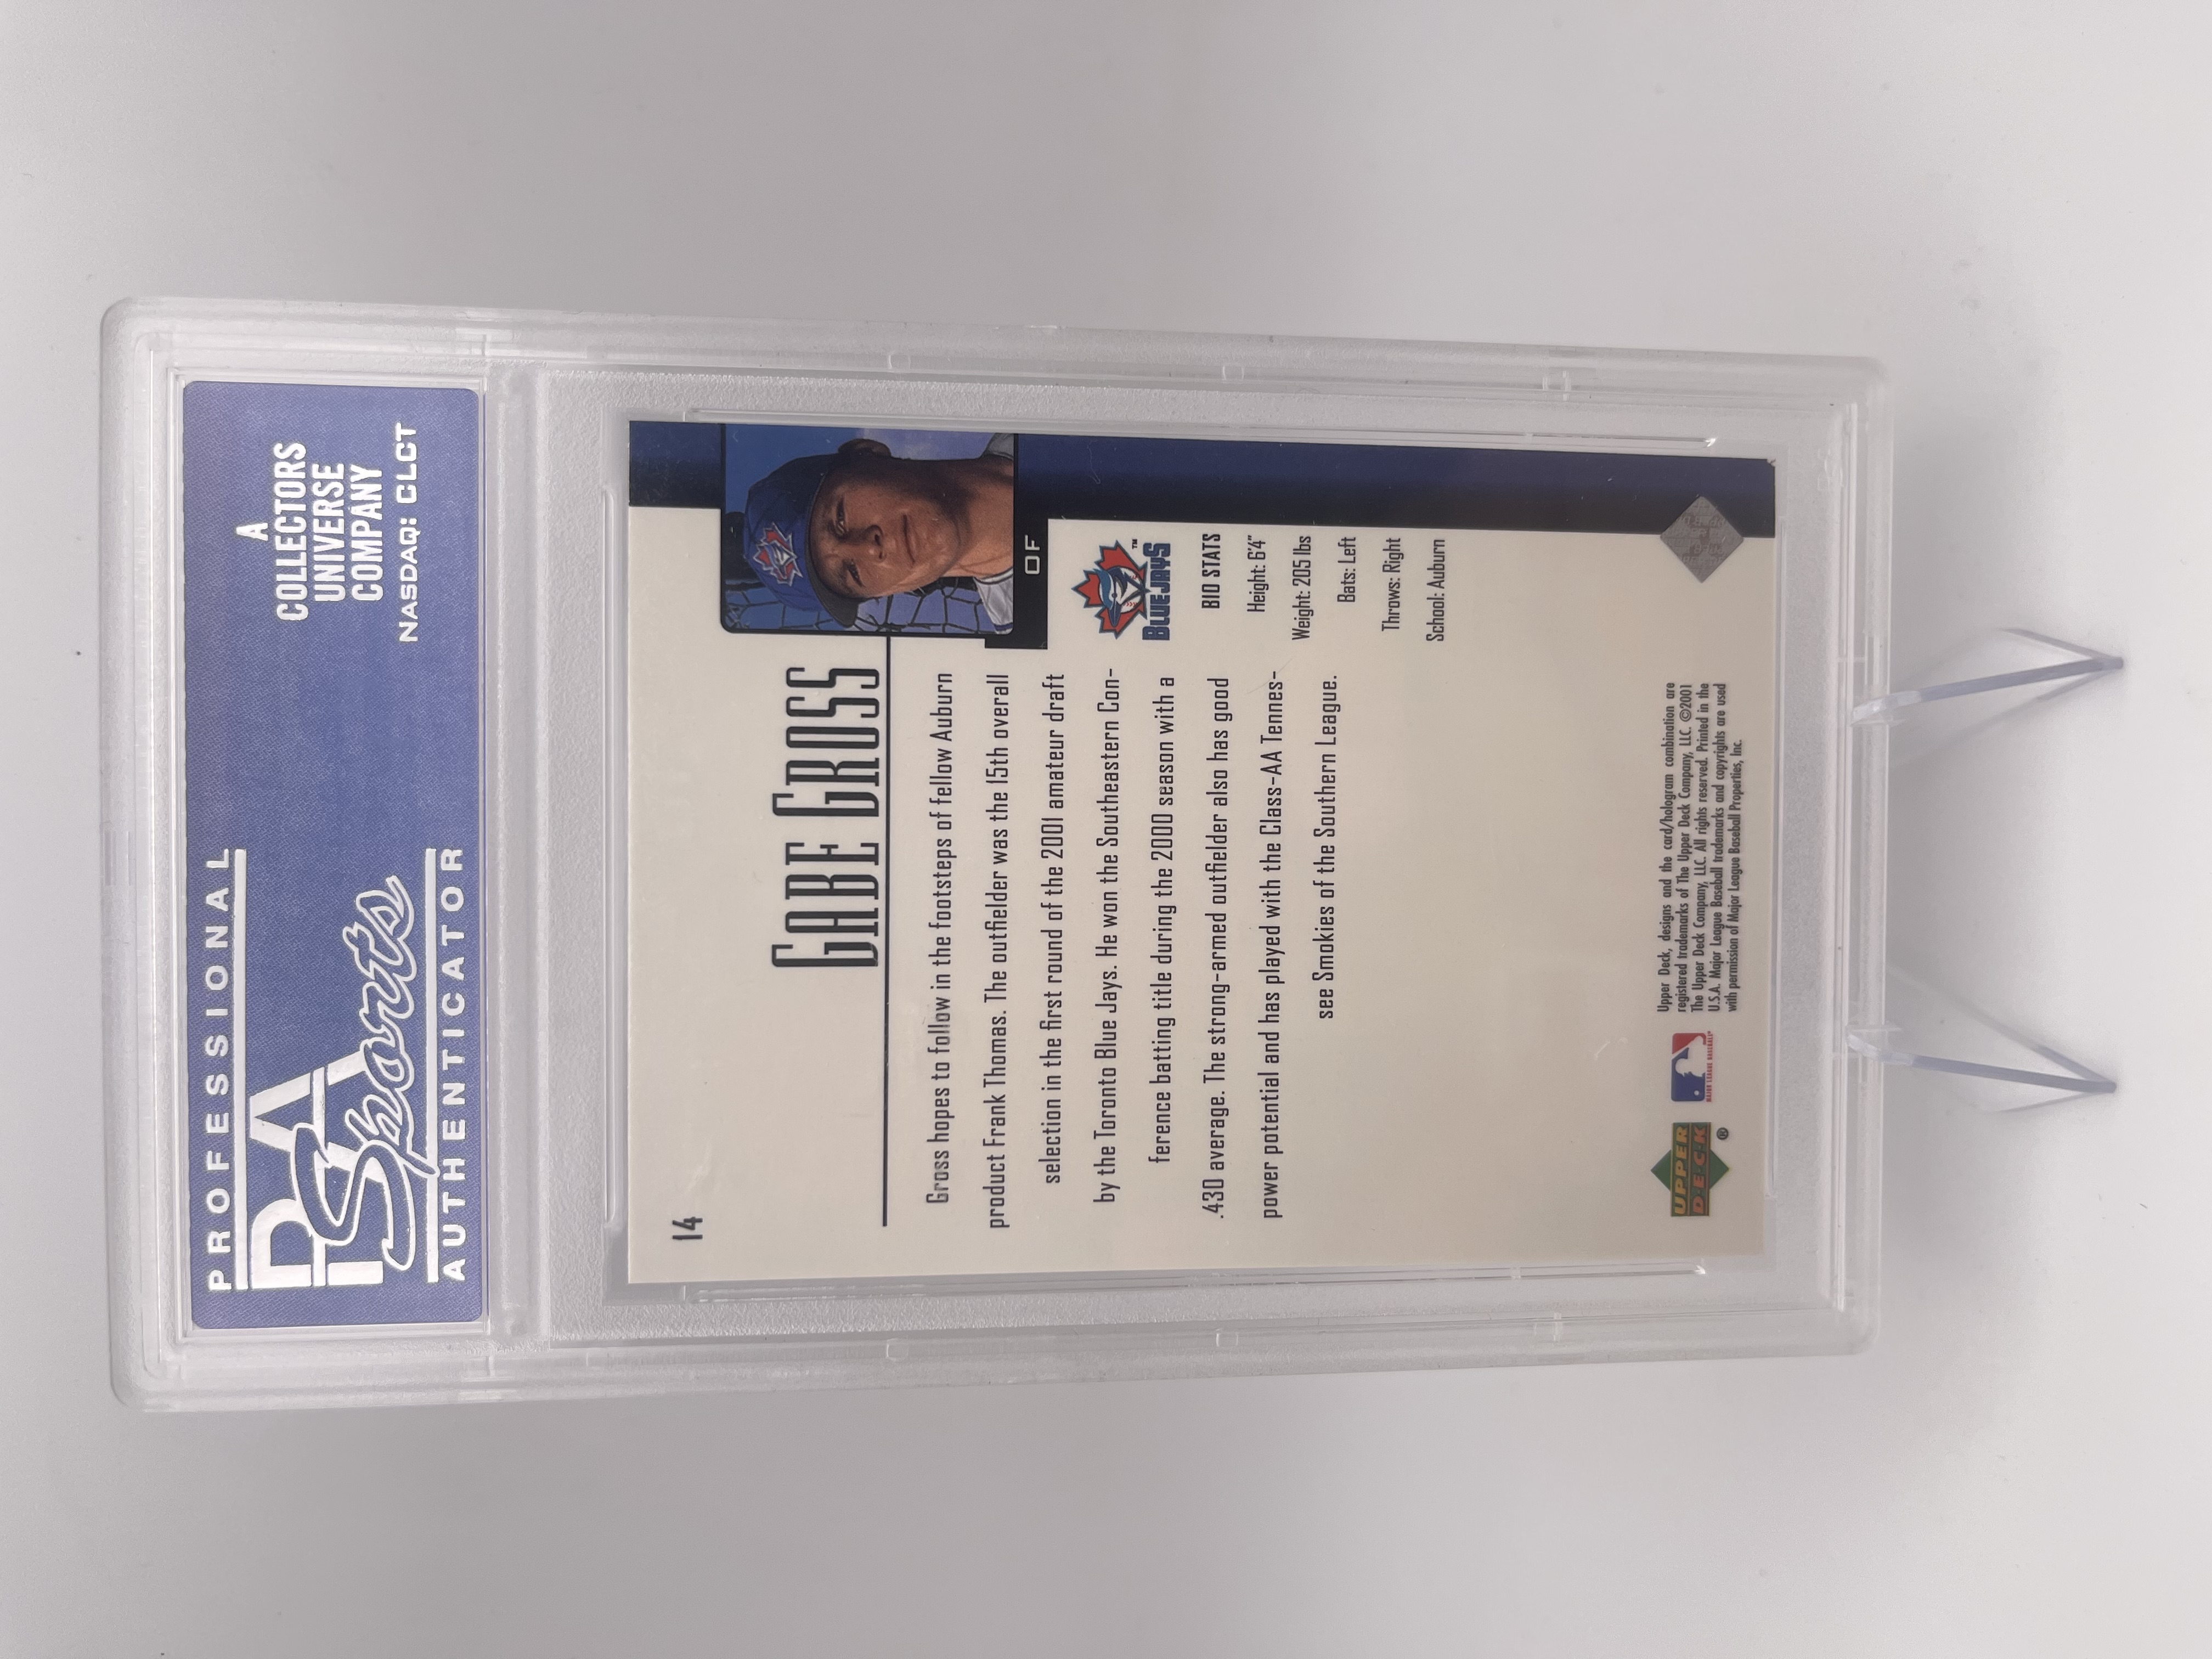 PROFESSIONAL
PSA
Sports
AUTHENTICATOR
A
COLLECTORS
UNIVERSE
COMPANY
NASDAQ: CLCT
14
GABE GROSS
Gross hopes to follow in the footsteps of fellow Auburn
product Frank Thomas. The outfielder was the 15th overall
selection in the first round of the 2001 amateur draft
by the Toronto Blue Jays. He won the Southeastern Con-
ference batting title during the 2000 season with a
.430 average. The strong-armed outfielder also has good
power potential and has played with the Class-AA Tennes-
see Smokies of the Southern League.
OF
BLUE JAYS™
BIO STATS
Height: 6'4"
Weight: 205 lbs
Bats: Left
Throws: Right
School: Auburn
UPPER
DECK
®
MAJOR LEAGUE BASEBALL®
Upper Deck, designs and the card/hologram combination are
registered trademarks of The Upper Deck Company, LLC. ©2001
The Upper Deck Company, LLC. All rights reserved. Printed in the
U.S.A. Major League Baseball trademarks and copyrights are used
with permission of Major League Baseball Properties, Inc.